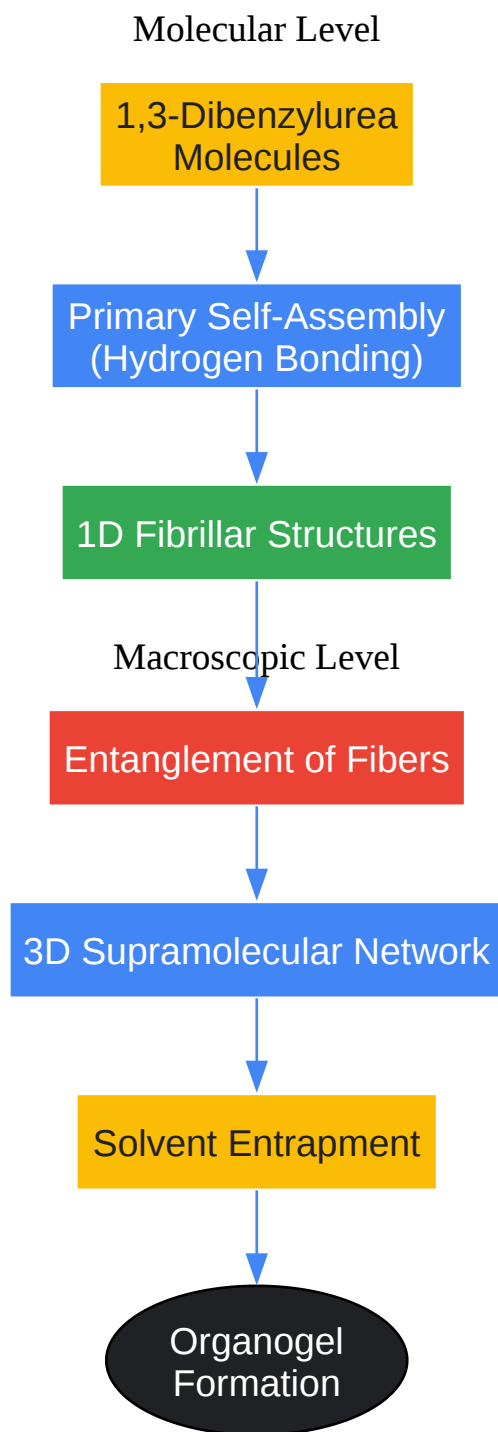 Molecular Level
1,3-Dibenzylurea
Molecules
Primary Self-Assembly
(Hydrogen Bonding)
1D Fibrillar Structures
Macroscopic Level
Entanglement of Fibers
3D Supramolecular Network
Solvent Entrapment
Organogel
Formation